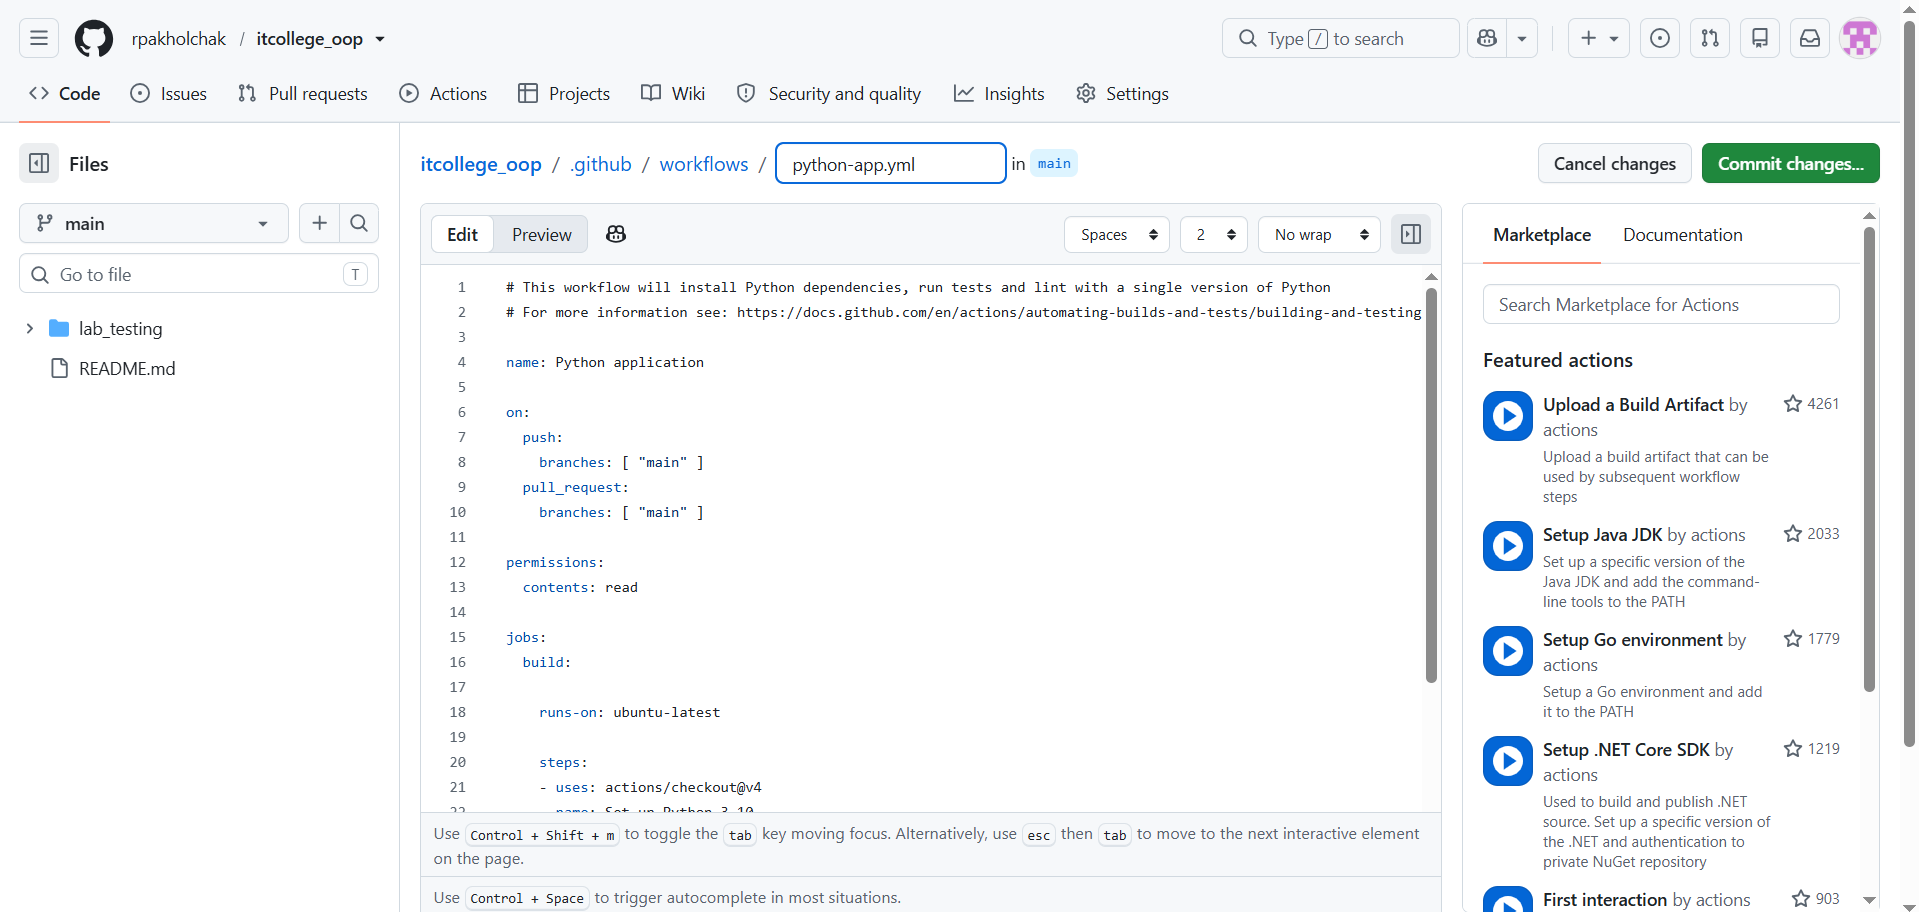 rpakholchak / itcollege_oop
Type / to search
Code
Issues
Pull requests
Actions
Projects
Wiki
Security and quality
Insights
Settings
Files
main
Go to file
T
lab_testing
README.md
itcollege_oop / .github / workflows / python-app.yml in main
Cancel changes
Commit changes...
Edit
Preview
Spaces
2
No wrap
1 # This workflow will install Python dependencies, run tests and lint with a single version of Python
2 # For more information see: https://docs.github.com/en/actions/automating-builds-and-tests/building-and-testing
3
4 name: Python application
5
6 on:
7 push:
8 branches: [ "main" ]
9 pull_request:
10 branches: [ "main" ]
11
12 permissions:
13 contents: read
14
15 jobs:
16 build:
17
18 runs-on: ubuntu-latest
19
20 steps:
21 - uses: actions/checkout@v4
22 name: Set up Python 3.10
Use Control + Shift + m to toggle the tab key moving focus. Alternatively, use esc then tab to move to the next interactive element
on the page.
Use Control + Space to trigger autocomplete in most situations.
Marketplace
Documentation
Search Marketplace for Actions
Featured actions
Upload a Build Artifact by
actions
4261
Upload a build artifact that can be
used by subsequent workflow
steps
Setup Java JDK by actions
2033
Set up a specific version of the
Java JDK and add the command-
line tools to the PATH
Setup Go environment by
actions
1779
Setup a Go environment and add
it to the PATH
Setup .NET Core SDK by
actions
1219
Used to build and publish .NET
source. Set up a specific version of
the .NET and authentication to
private NuGet repository
First interaction by actions
903